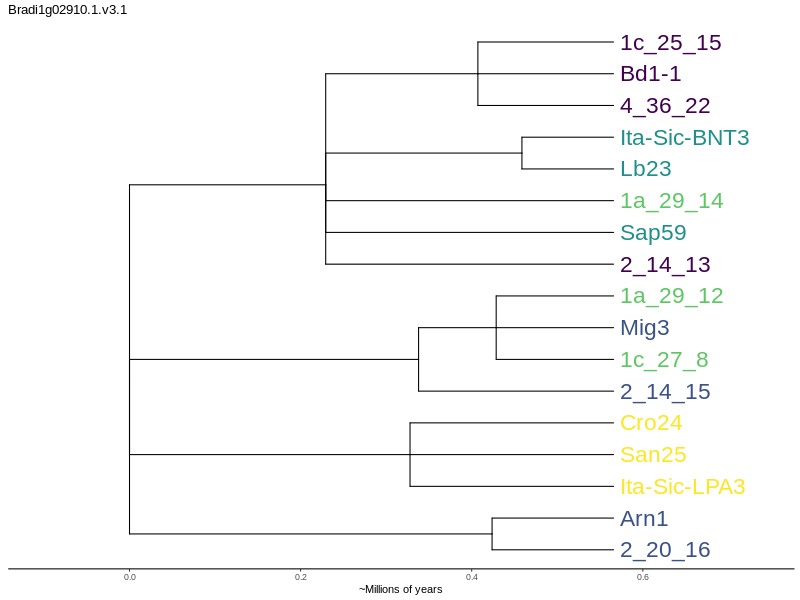 Bradi1g02910.1.v3.1
1c_25_15
Bd1-1
4_36_22
Ita-Sic-BNT3
Lb23
1a_29_14
Sap59
2_14_13
1a_29_12
Mig3
1c_27_8
2_14_15
Cro24
San25
Ita-Sic-LPA3
Arn1
2_20_16
0.0 0.2 0.4 0.6
~Millions of years